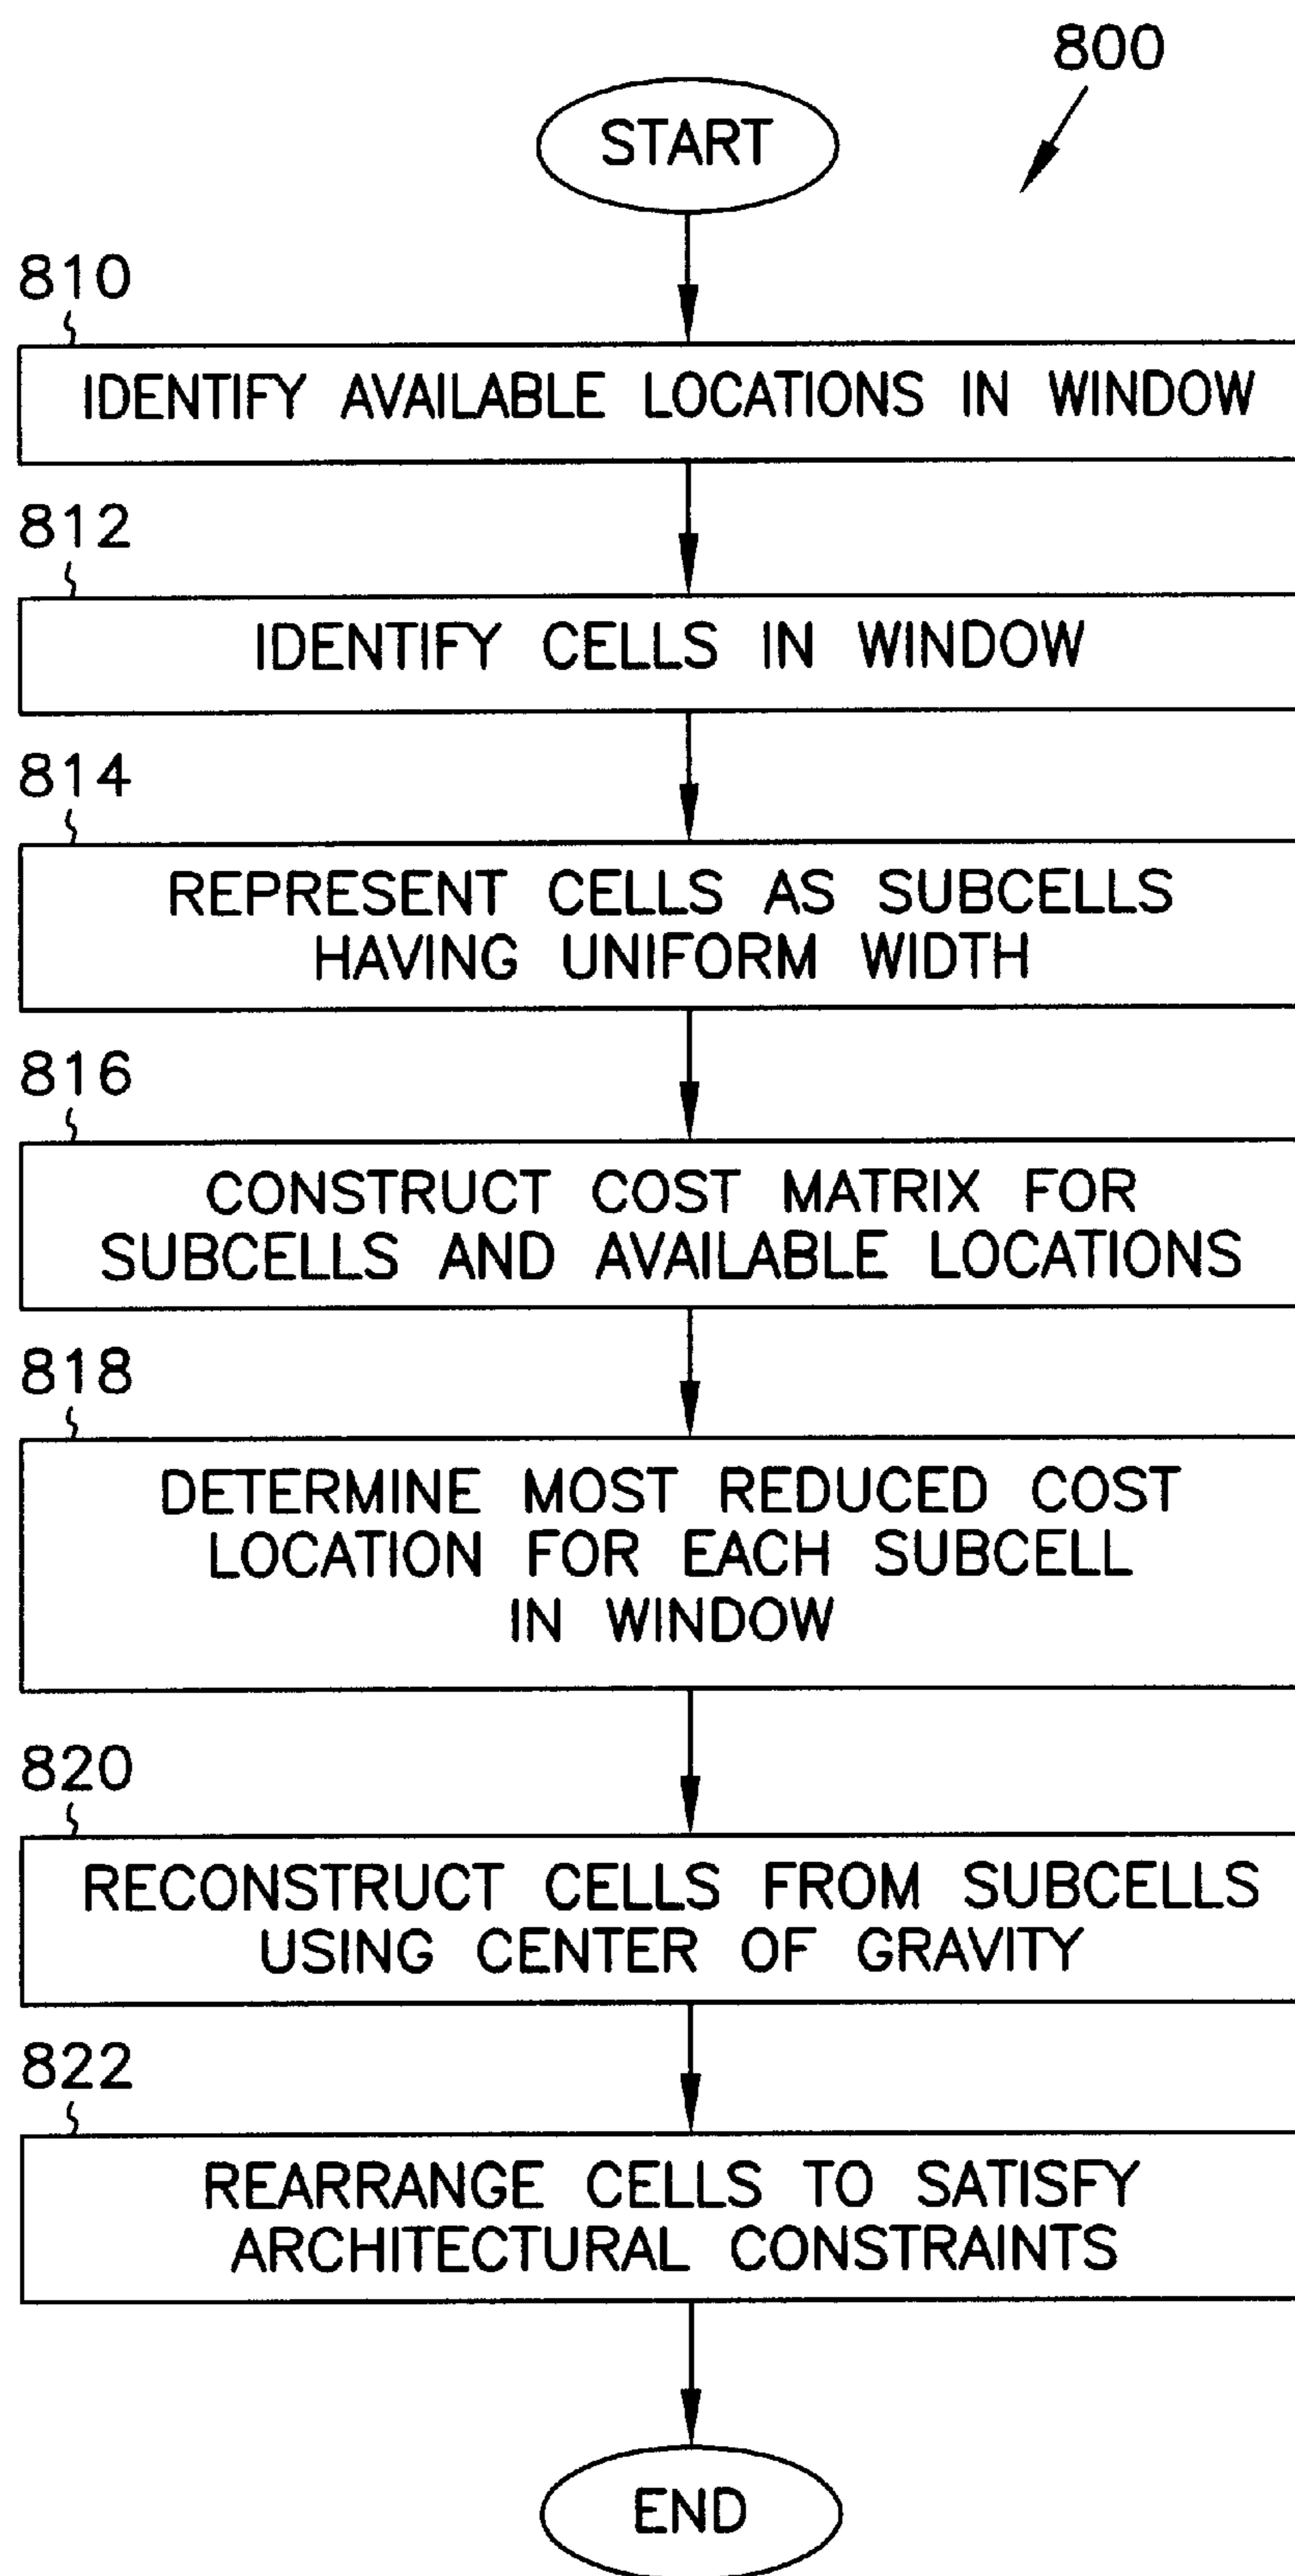 800
START
810
IDENTIFY AVAILABLE LOCATIONS IN WINDOW
812
IDENTIFY CELLS IN WINDOW
814
REPRESENT CELLS AS SUBCELLS
HAVING UNIFORM WIDTH
816
CONSTRUCT COST MATRIX FOR
SUBCELLS AND AVAILABLE LOCATIONS
818
DETERMINE MOST REDUCED COST
LOCATION FOR EACH SUBCELL
IN WINDOW
820
RECONSTRUCT CELLS FROM SUBCELLS
USING CENTER OF GRAVITY
822
REARRANGE CELLS TO SATISFY
ARCHITECTURAL CONSTRAINTS
END